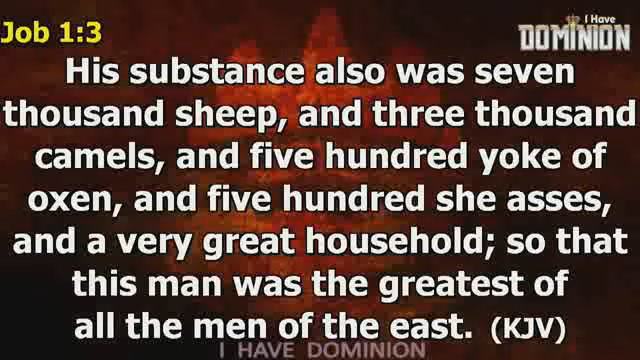 Job 1:3
I Have
DOMINION
His substance also was seven
thousand sheep, and three thousand
camels, and five hundred yoke of
oxen, and five hundred she asses,
and a very great household; so that
this man was the greatest of
all the men of the east. (KJV)
I HAVE DOMINION